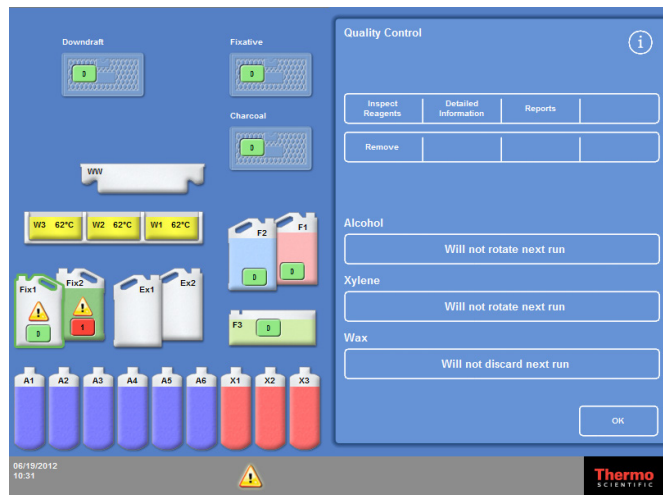 Downdraft
D
Fixative
D
Charcoal
D
WW
W3 62°C
W2 62°C
W1 62°C
F2
D
F1
D
Fix1
D
Fix2
1
Ex1
Ex2
F3
D
A1
A2
A3
A4
A5
A6
X1
X2
X3
06/19/2012
10:31
Quality Control
i
Inspect
Reagents
Detailed
Information
Reports
Remove
Alcohol
Will not rotate next run
Xylene
Will not rotate next run
Wax
Will not discard next run
OK
Thermo
SCIENTIFIC